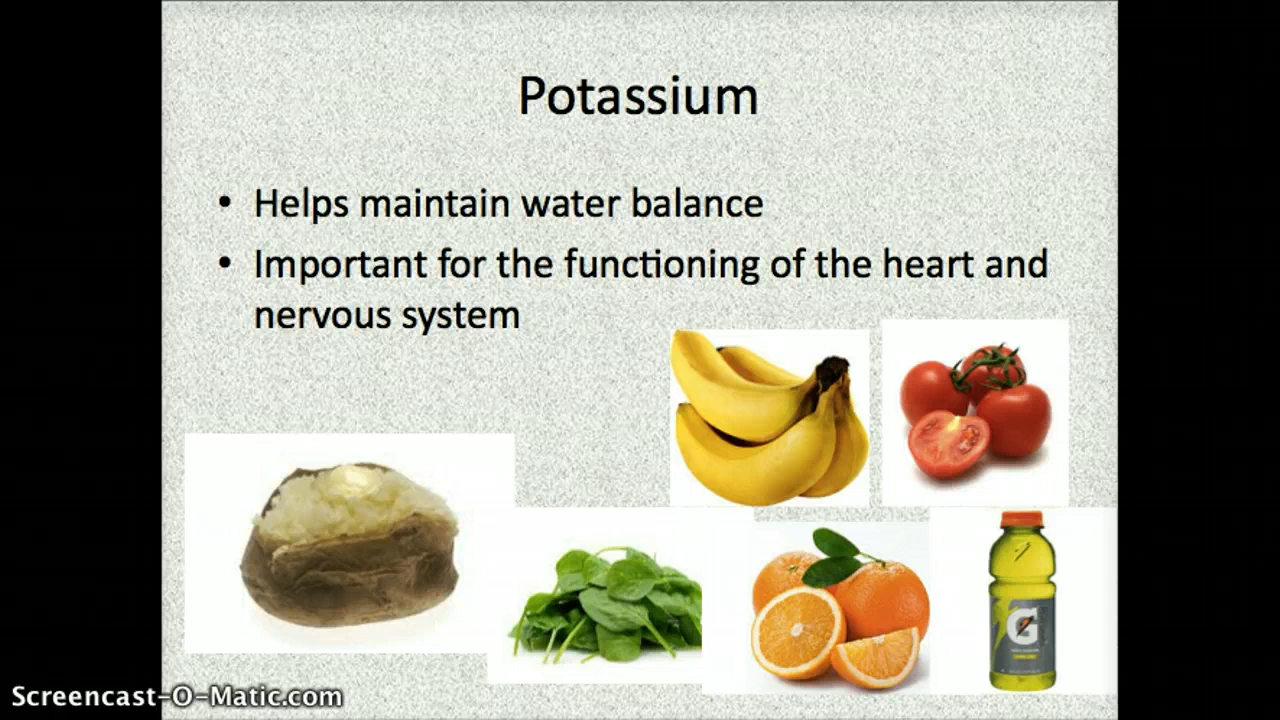 Potassium
• Helps maintain water balance
• Important for the functioning of the heart and
nervous system
G
Screencast-O-Matic.com